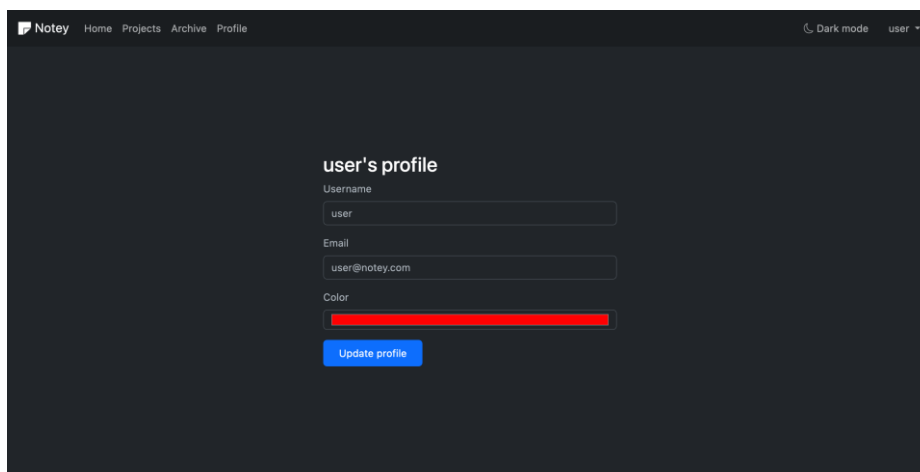 Notey Home Projects Archive Profile Dark mode user
user's profile
Username
user
Email
user@notey.com
Color
Update profile